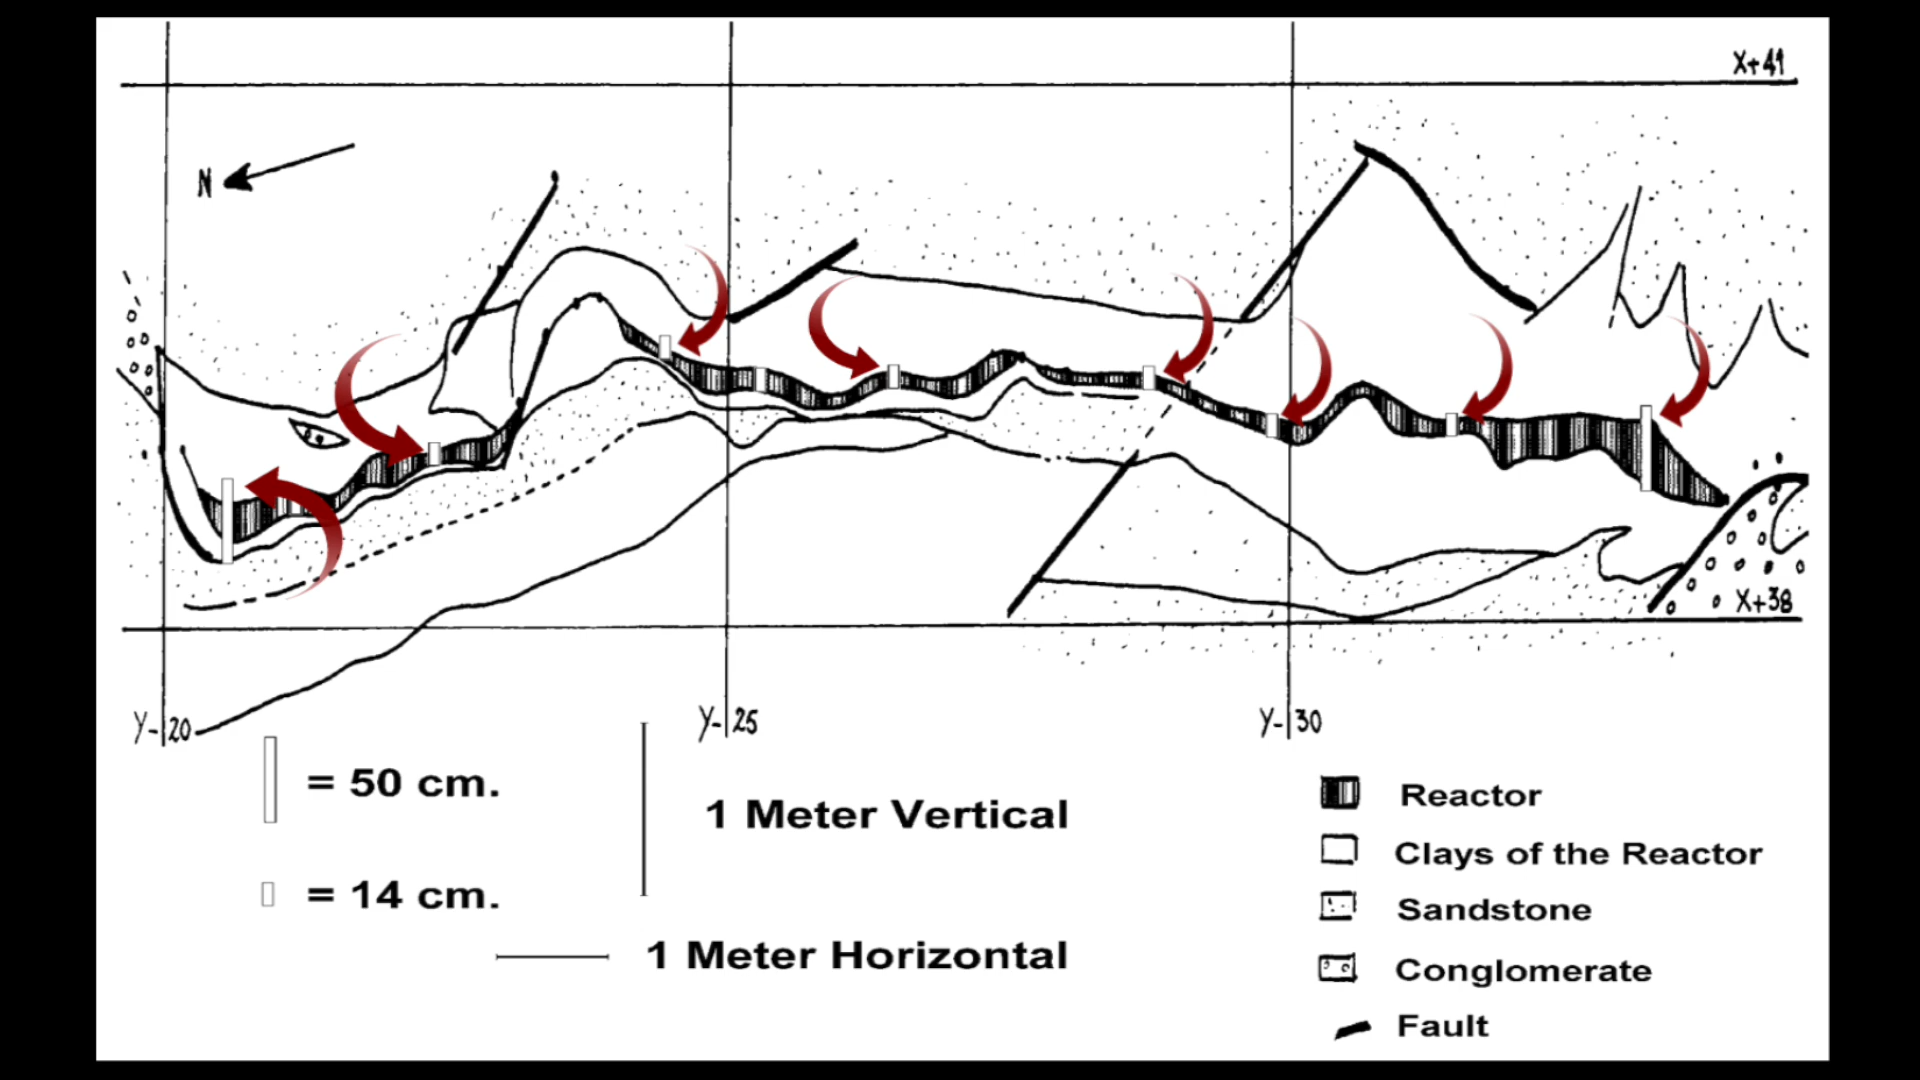 X+41
N
X+38
Y-20
Y-25
Y-30
= 50 cm.
1 Meter Vertical
= 14 cm.
1 Meter Horizontal
Reactor
Clays of the Reactor
Sandstone
Conglomerate
Fault